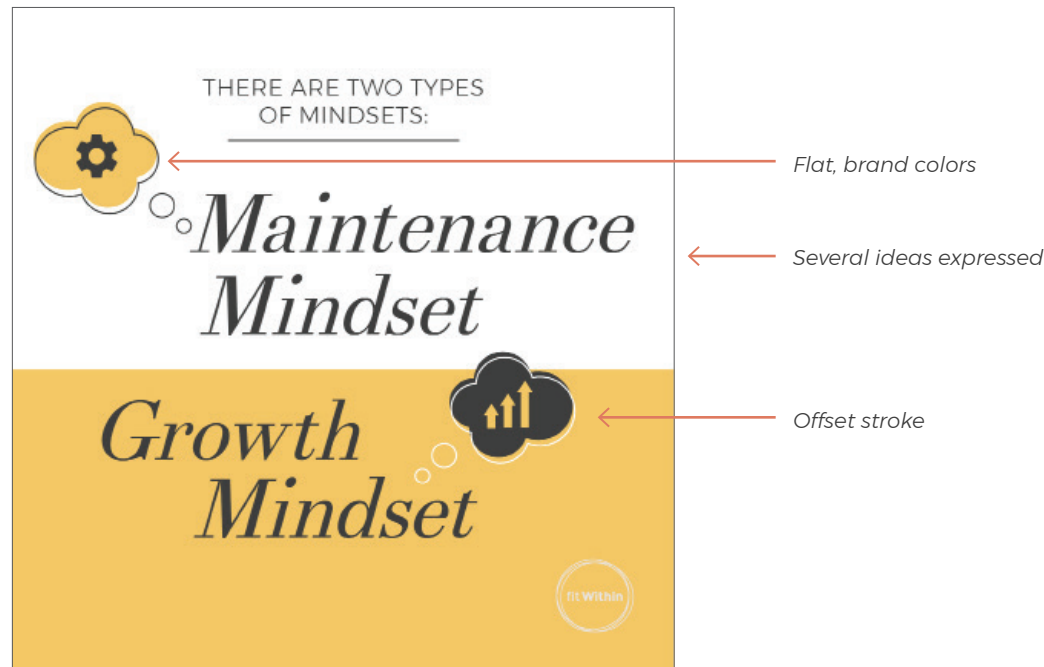 THERE ARE TWO TYPES
OF MINDSETS:
Maintenance
Mindset
Growth
Mindset
fit Within
Flat, brand colors
Several ideas expressed
Offset stroke